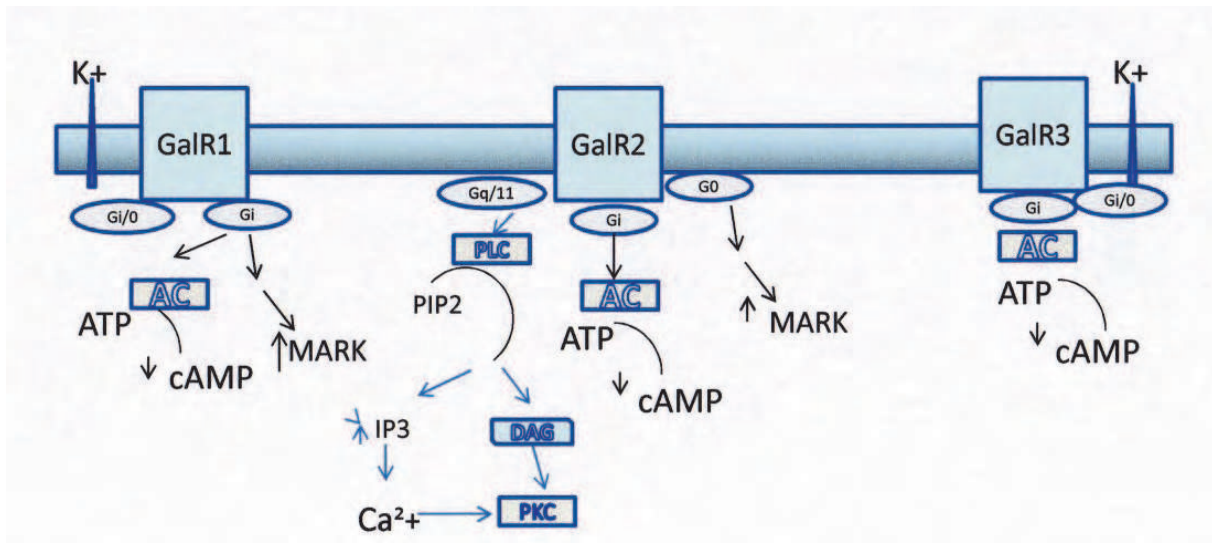 K+
K+
GalR1
GalR2
GalR3
Gi/0
Gi
Gq/11
Gi
G0
Gi
Gi/0
PLC
AC
AC
AC
PIP2
ATP
ATP
ATP
cAMP
MARK
MARK
cAMP
cAMP
IP3
DAG
Ca²+
PKC